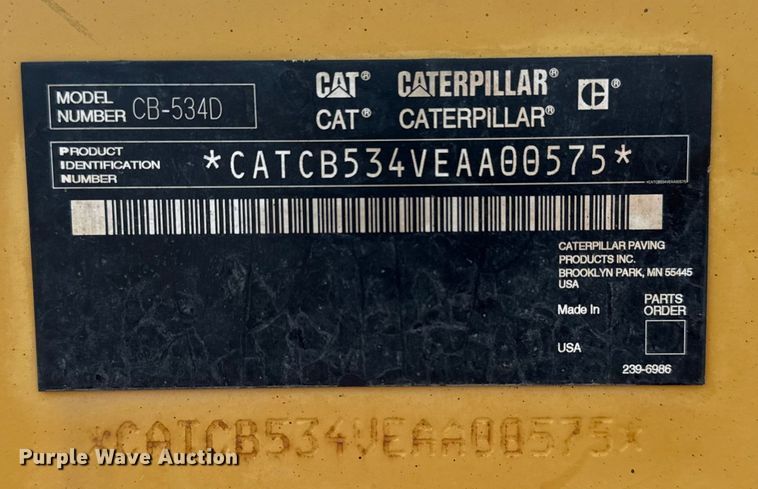 MODEL
NUMBER CB-534D
CAT® CATERPILLAR®
CAT® CATERPILLAR®
C®
PRODUCT
IDENTIFICATION
NUMBER
*CATCB534VEAA00575*
*CATCB534VEAA00575*
CATERPILLAR PAVING
PRODUCTS INC.
BROOKLYN PARK, MN 55445
USA
Made In
USA
PARTS
ORDER
239-6986
*CATCB534VEAA00575*
Purple Wave Auction